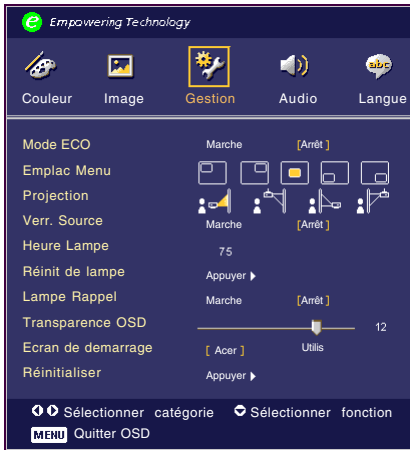 e Empowering Technology
Couleur Image Gestion Audio Langue
Mode ECO Marche [Arrêt ]
Emplac Menu
Projection
Verr. Source Marche [Arrêt ]
Heure Lampe 75
Réinit de lampe Appuyer
Lampe Rappel Marche [Arrêt ]
Transparence OSD 12
Ecran de demarrage [ Acer ] Utilis
Réinitialiser Appuyer
Sélectionner catégorie Sélectionner fonction
MENU Quitter OSD